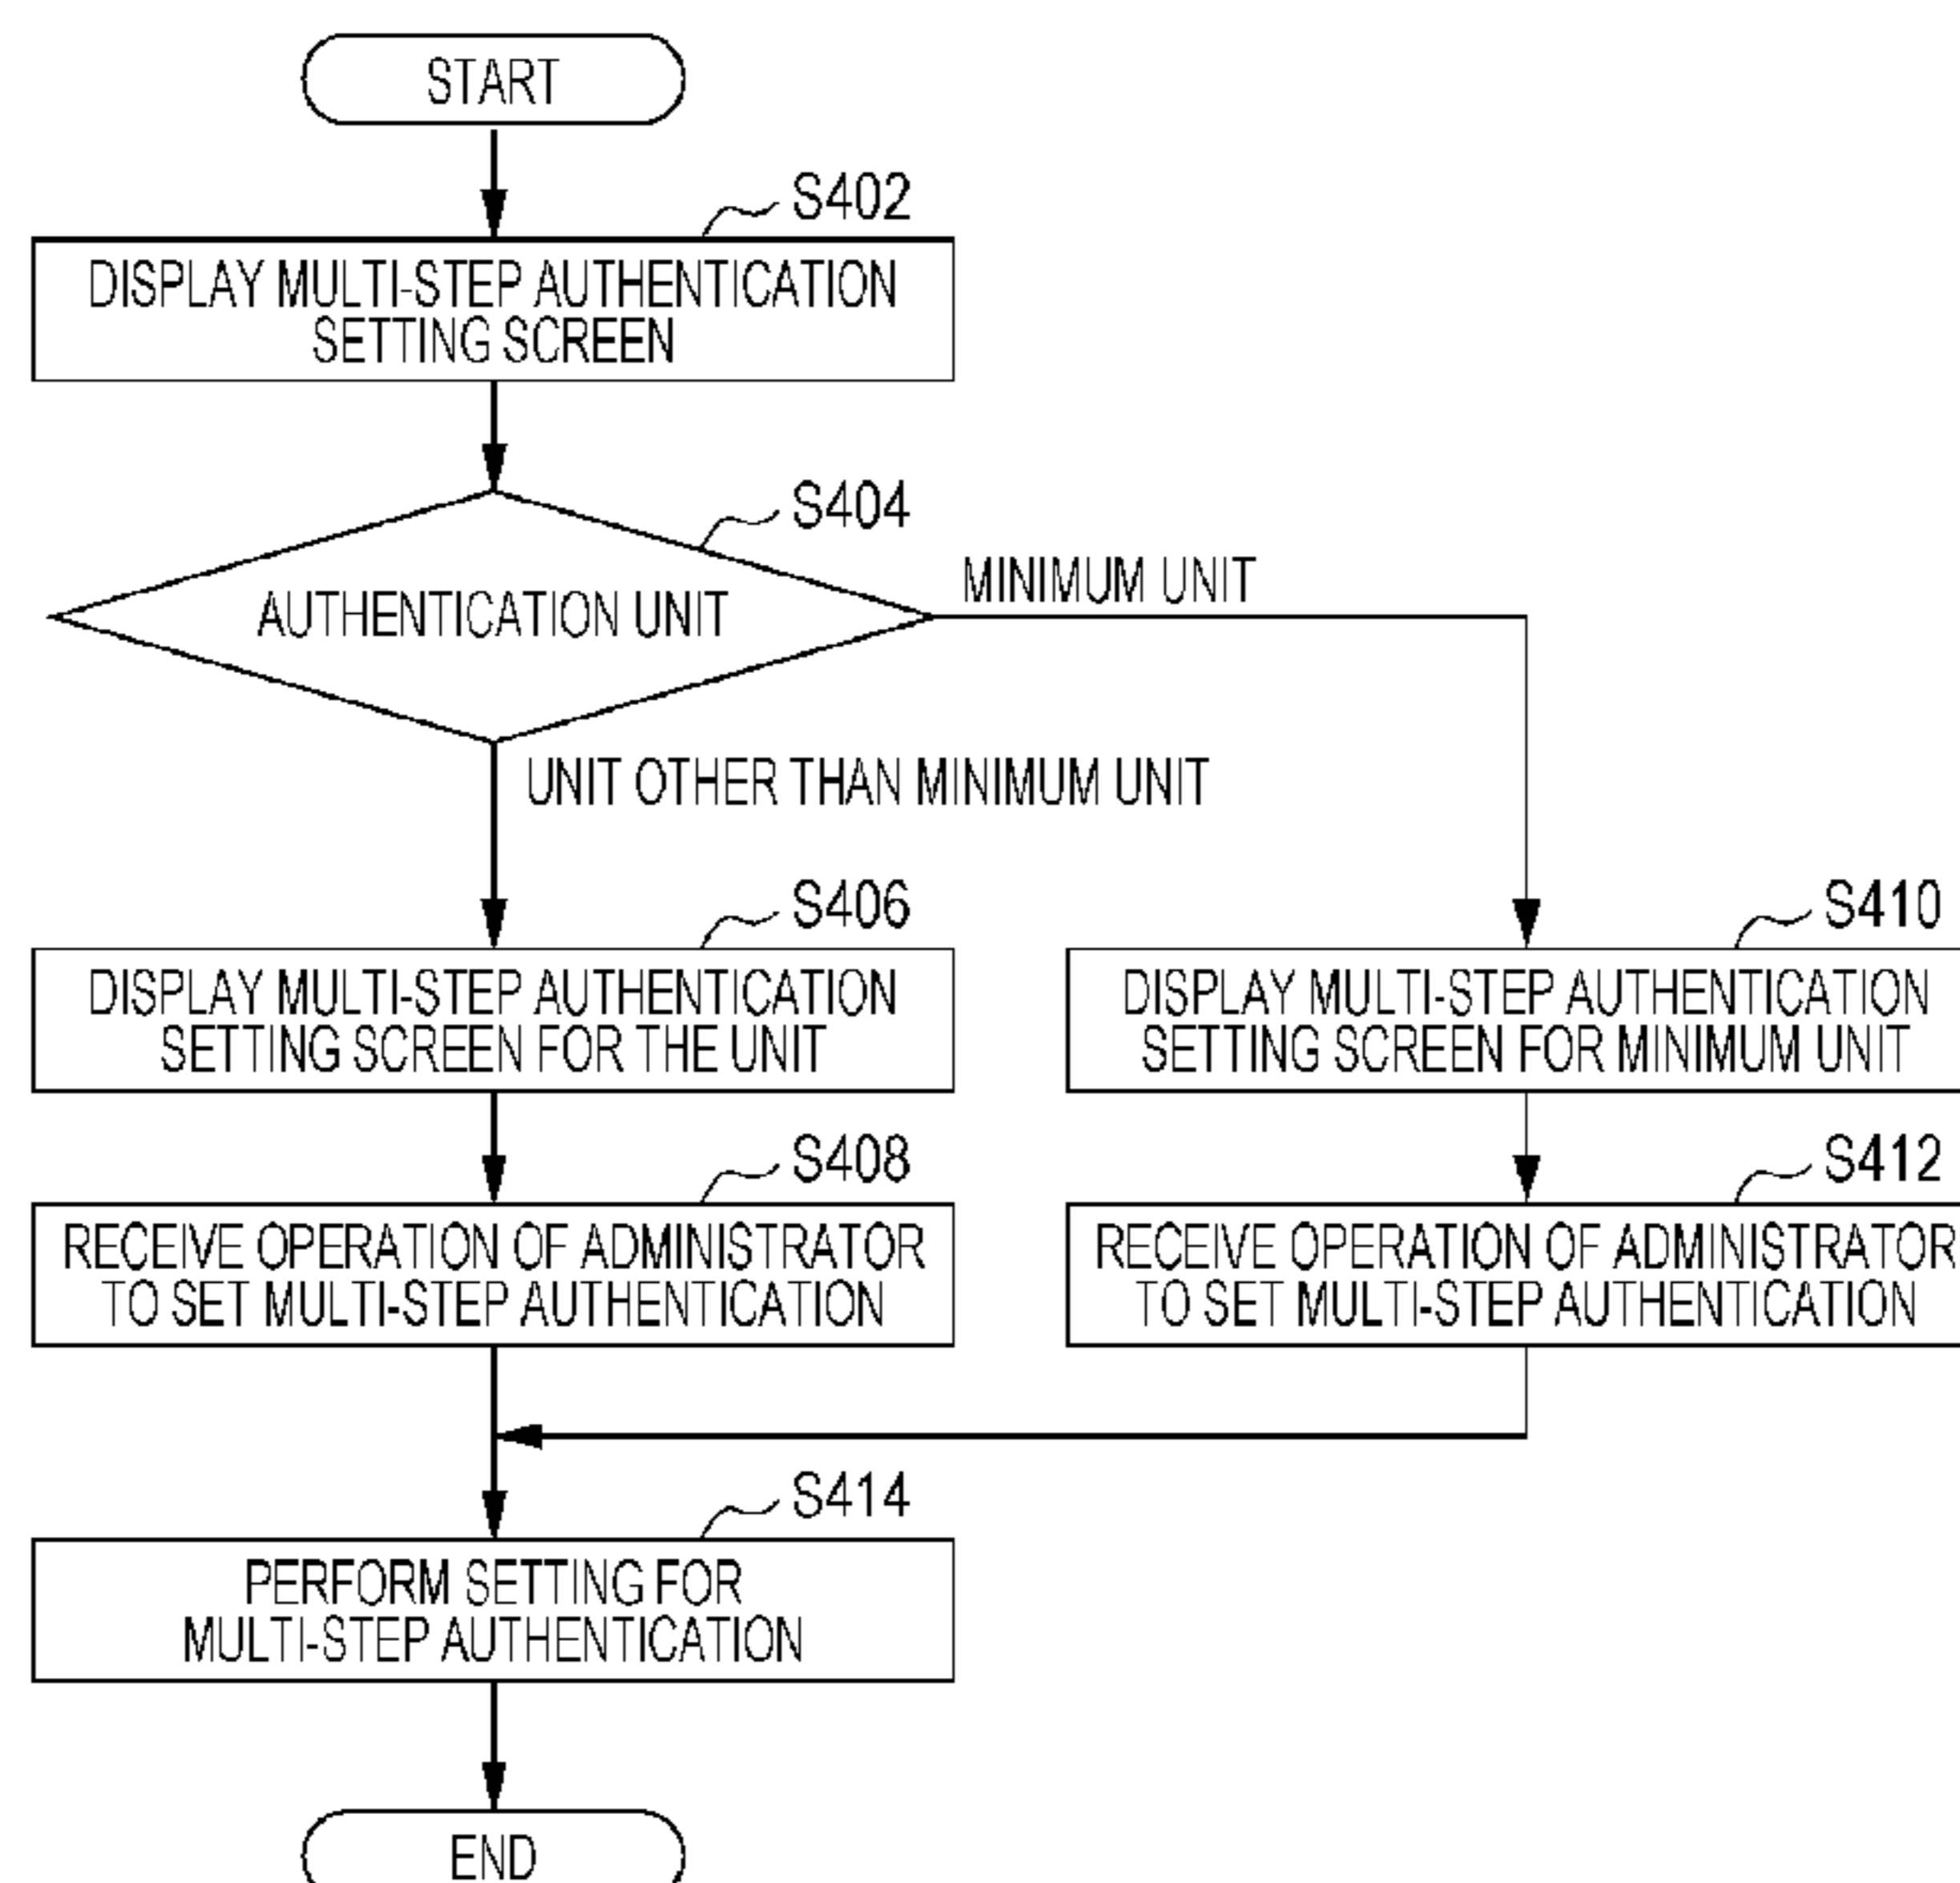 START
S402
DISPLAY MULTI-STEP AUTHENTICATION
SETTING SCREEN
S404
AUTHENTICATION UNIT
MINIMUM UNIT
UNIT OTHER THAN MINIMUM UNIT
S406
DISPLAY MULTI-STEP AUTHENTICATION
SETTING SCREEN FOR THE UNIT
S410
DISPLAY MULTI-STEP AUTHENTICATION
SETTING SCREEN FOR MINIMUM UNIT
S408
RECEIVE OPERATION OF ADMINISTRATOR
TO SET MULTI-STEP AUTHENTICATION
S412
RECEIVE OPERATION OF ADMINISTRATOR
TO SET MULTI-STEP AUTHENTICATION
S414
PERFORM SETTING FOR
MULTI-STEP AUTHENTICATION
END